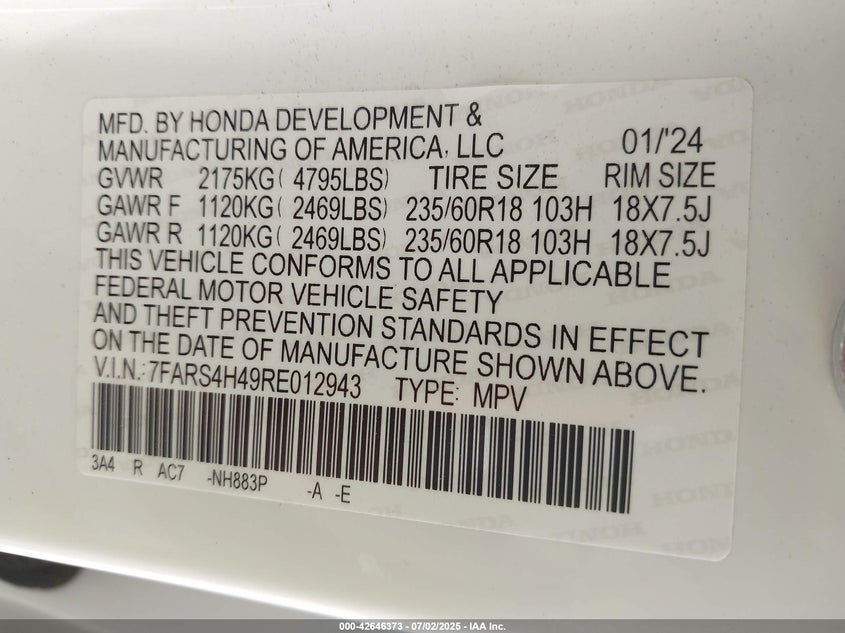 MFD. BY HONDA DEVELOPMENT &
MANUFACTURING OF AMERICA, LLC 01/'24
GVWR 2175KG( 4795LBS) TIRE SIZE RIM SIZE
GAWR F 1120KG( 2469LBS) 235/60R18 103H 18X7.5J
GAWR R 1120KG( 2469LBS) 235/60R18 103H 18X7.5J
THIS VEHICLE CONFORMS TO ALL APPLICABLE
FEDERAL MOTOR VEHICLE SAFETY
AND THEFT PREVENTION STANDARDS IN EFFECT
ON THE DATE OF MANUFACTURE SHOWN ABOVE.
V.I.N.:7FARS4H49RE012943 TYPE: MPV
3A4 R AC7 -NH883P -A -E
000-42646373 - 07/02/2025 - IAA Inc.